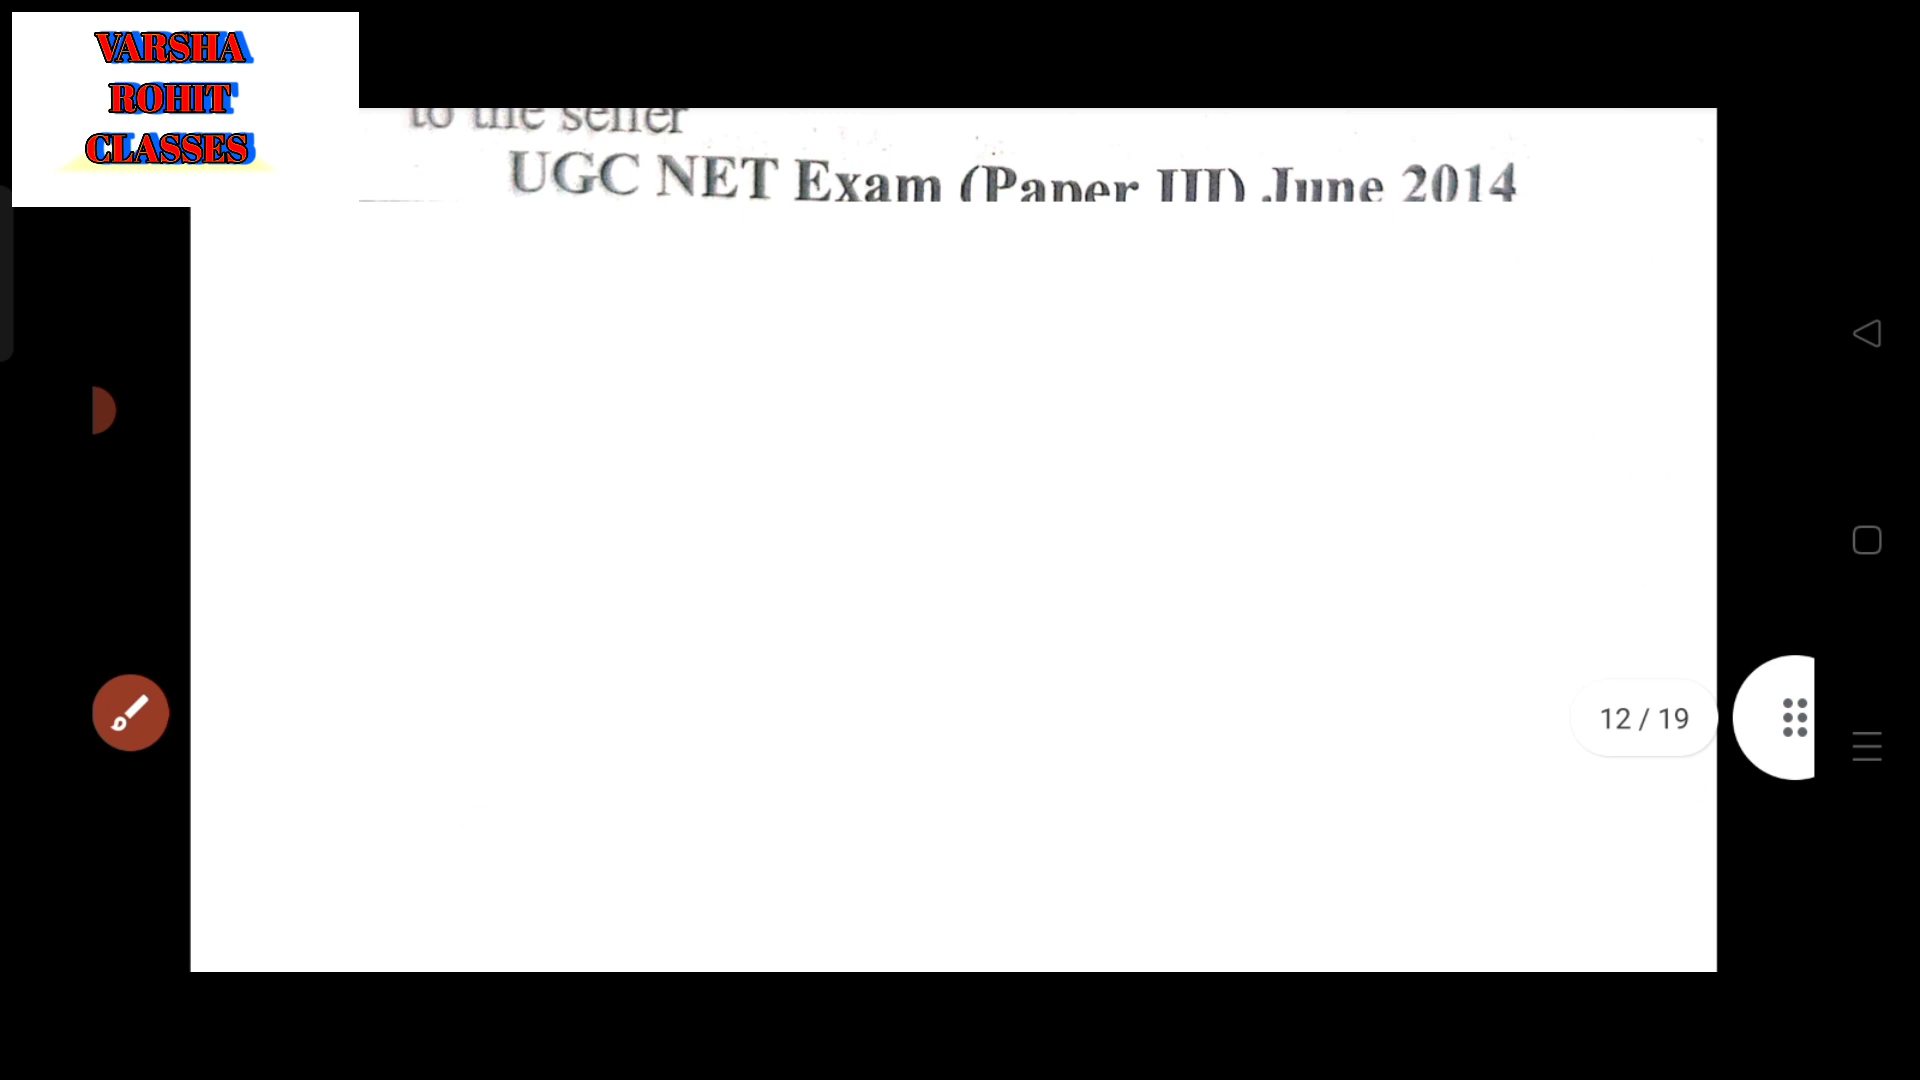 VARSHA
ROHIT
CLASSES
to the seller
UGC NET Exam (Paper III) June 2014
12 / 19